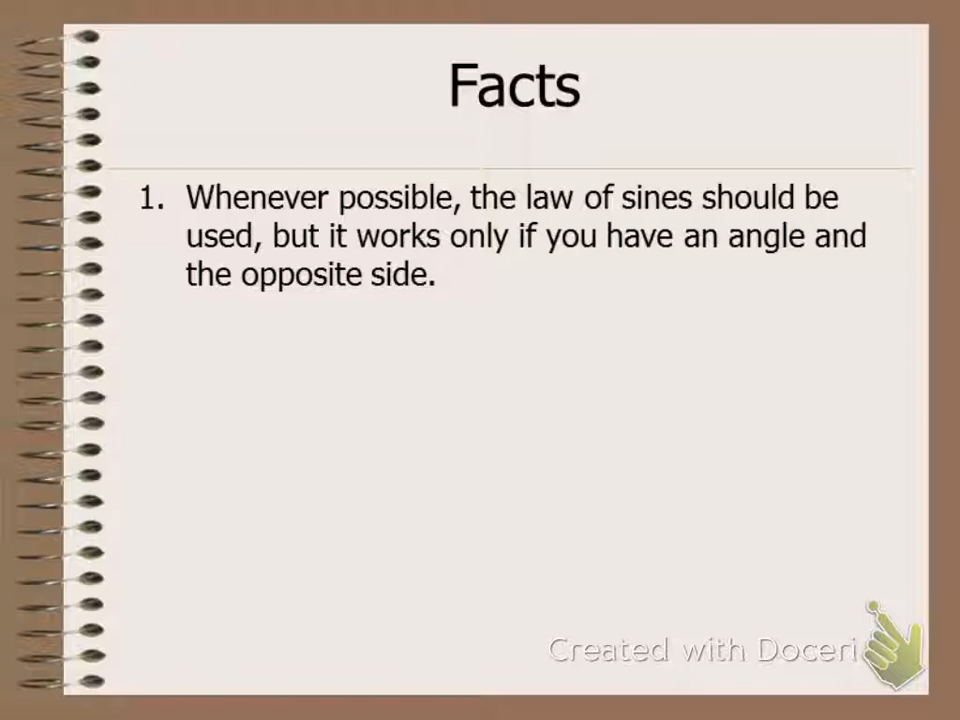 Facts
1. Whenever possible, the law of sines should be
used, but it works only if you have an angle and
the opposite side.
Created with Doceri